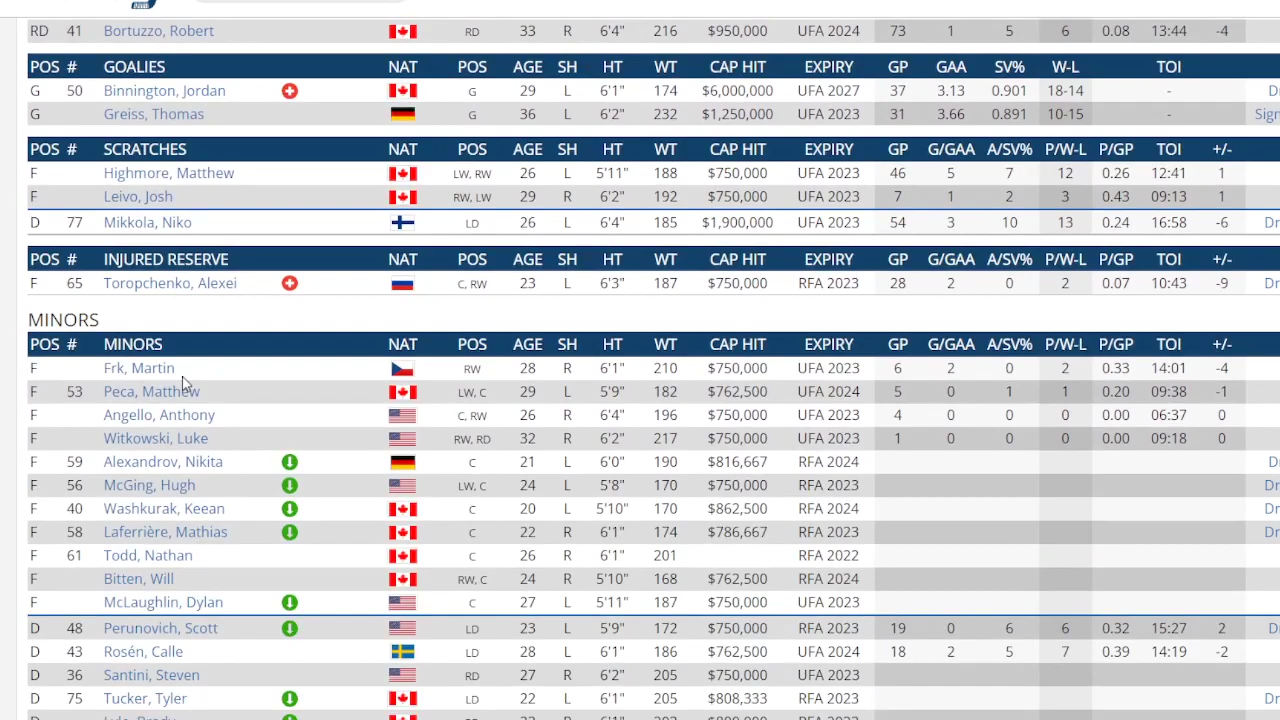 RD 41 Bortuzzo, Robert RD 33 R 6'4" 216 $950,000 UFA 2024 73 1 5 6 0.08 13:44 -4
POS # GOALIES NAT POS AGE SH HT WT CAP HIT EXPIRY GP GAA SV% W-L TOI
G 50 Binnington, Jordan G 29 L 6'1" 174 $6,000,000 UFA 2027 37 3.13 0.901 18-14 - D
G Greiss, Thomas G 36 L 6'2" 232 $1,250,000 UFA 2023 31 3.66 0.891 10-15 - Sign
POS # SCRATCHES NAT POS AGE SH HT WT CAP HIT EXPIRY GP G/GAA A/SV% P/W-L P/GP TOI +/-
F Highmore, Matthew LW, RW 26 L 5'11" 188 $750,000 UFA 2023 46 5 7 12 0.26 12:41 1
F Leivo, Josh RW, LW 29 R 6'2" 192 $750,000 UFA 2023 7 1 2 3 0.43 09:13 1
D 77 Mikkola, Niko LD 26 L 6'4" 185 $1,900,000 UFA 2023 54 3 10 13 0.24 16:58 -6 Dr
POS # INJURED RESERVE NAT POS AGE SH HT WT CAP HIT EXPIRY GP G/GAA A/SV% P/W-L P/GP TOI +/-
F 65 Toropchenko, Alexei C, RW 23 L 6'3" 187 $750,000 RFA 2023 28 2 0 2 0.07 10:43 -9 Dr
MINORS
POS # MINORS NAT POS AGE SH HT WT CAP HIT EXPIRY GP G/GAA A/SV% P/W-L P/GP TOI +/-
F Frk, Martin RW 28 R 6'1" 210 $750,000 UFA 2023 6 2 0 2 0.33 14:01 -4
F 53 Peca, Matthew LW, C 29 L 5'9" 182 $762,500 UFA 2024 5 0 1 1 0.20 09:38 -1
F Angello, Anthony C, RW 26 R 6'4" 195 $750,000 UFA 2023 4 0 0 0 0.00 06:37 0
F Witkowski, Luke RW, RD 32 R 6'2" 217 $750,000 UFA 2023 1 0 0 0 0.00 09:18 0
F 59 Alexandrov, Nikita C 21 L 6'0" 190 $816,667 RFA 2024 D
F 56 McGing, Hugh LW, C 24 L 5'8" 176 $750,000 RFA 2023 Dr
F 40 Washkurak, Keean C 20 L 5'10" 170 $862,500 RFA 2024 Dr
F 58 Laferrière, Mathias C 22 R 6'1" 174 $786,667 RFA 2023 Dr
F 61 Todd, Nathan C 26 R 6'1" 201 RFA 2022
F Bitten, Will RW, C 24 R 5'10" 168 $762,500 RFA 2024
F McLaughlin, Dylan C 27 L 5'11" 187 $750,000 UFA 2023
D 48 Perunovich, Scott LD 23 L 5'9" 172 $750,000 RFA 2023 19 0 6 6 0.32 15:27 2 D
D 43 Rosén, Calle LD 28 L 6'1" 186 $762,500 UFA 2024 18 2 5 7 0.39 14:19 -2
D 36 Santini, Steven RD 27 R 6'2" 205 $750,000 UFA 2023
D 75 Tucker, Tyler LD 22 L 6'1" 205 $808,333 RFA 2023 Dr